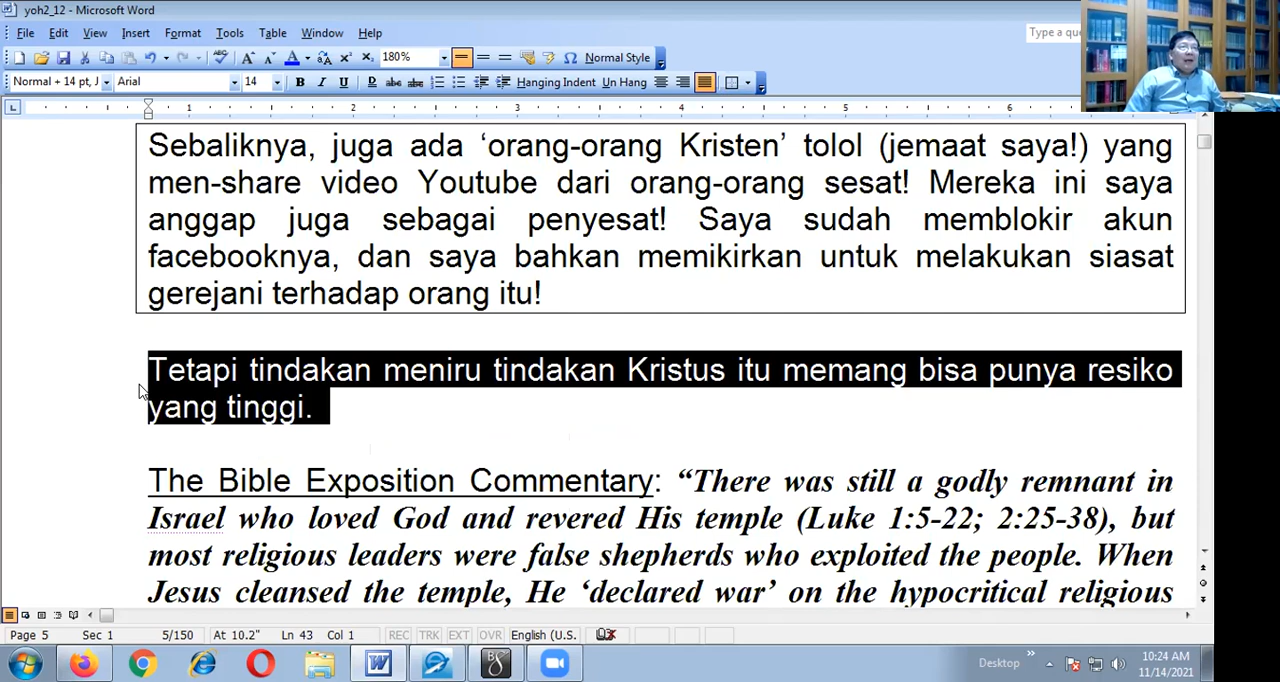 yoh2_12 - Microsoft Word
File Edit View Insert Format Tools Table Window Help
Type a que
180% Normal Style
Normal + 14 pt, J Arial 14 B I U Hanging Indent Un Hang
1 2 3 4 5 6
Sebaliknya, juga ada ‘orang-orang Kristen’ tolol (jemaat saya!) yang
men-share video Youtube dari orang-orang sesat! Mereka ini saya
anggap juga sebagai penyesat! Saya sudah memblokir akun
facebooknya, dan saya bahkan memikirkan untuk melakukan siasat
gerejani terhadap orang itu!
Tetapi tindakan meniru tindakan Kristus itu memang bisa punya resiko
yang tinggi.
The Bible Exposition Commentary: “There was still a godly remnant in
Israel who loved God and revered His temple (Luke 1:5-22; 2:25-38), but
most religious leaders were false shepherds who exploited the people. When
Jesus cleansed the temple, He ‘declared war’ on the hypocritical religious
Page 5 Sec 1 5/150 At 10.2" Ln 43 Col 1 REC TRK EXT OVR English (U.S.
Desktop » 10:24 AM
11/14/2021